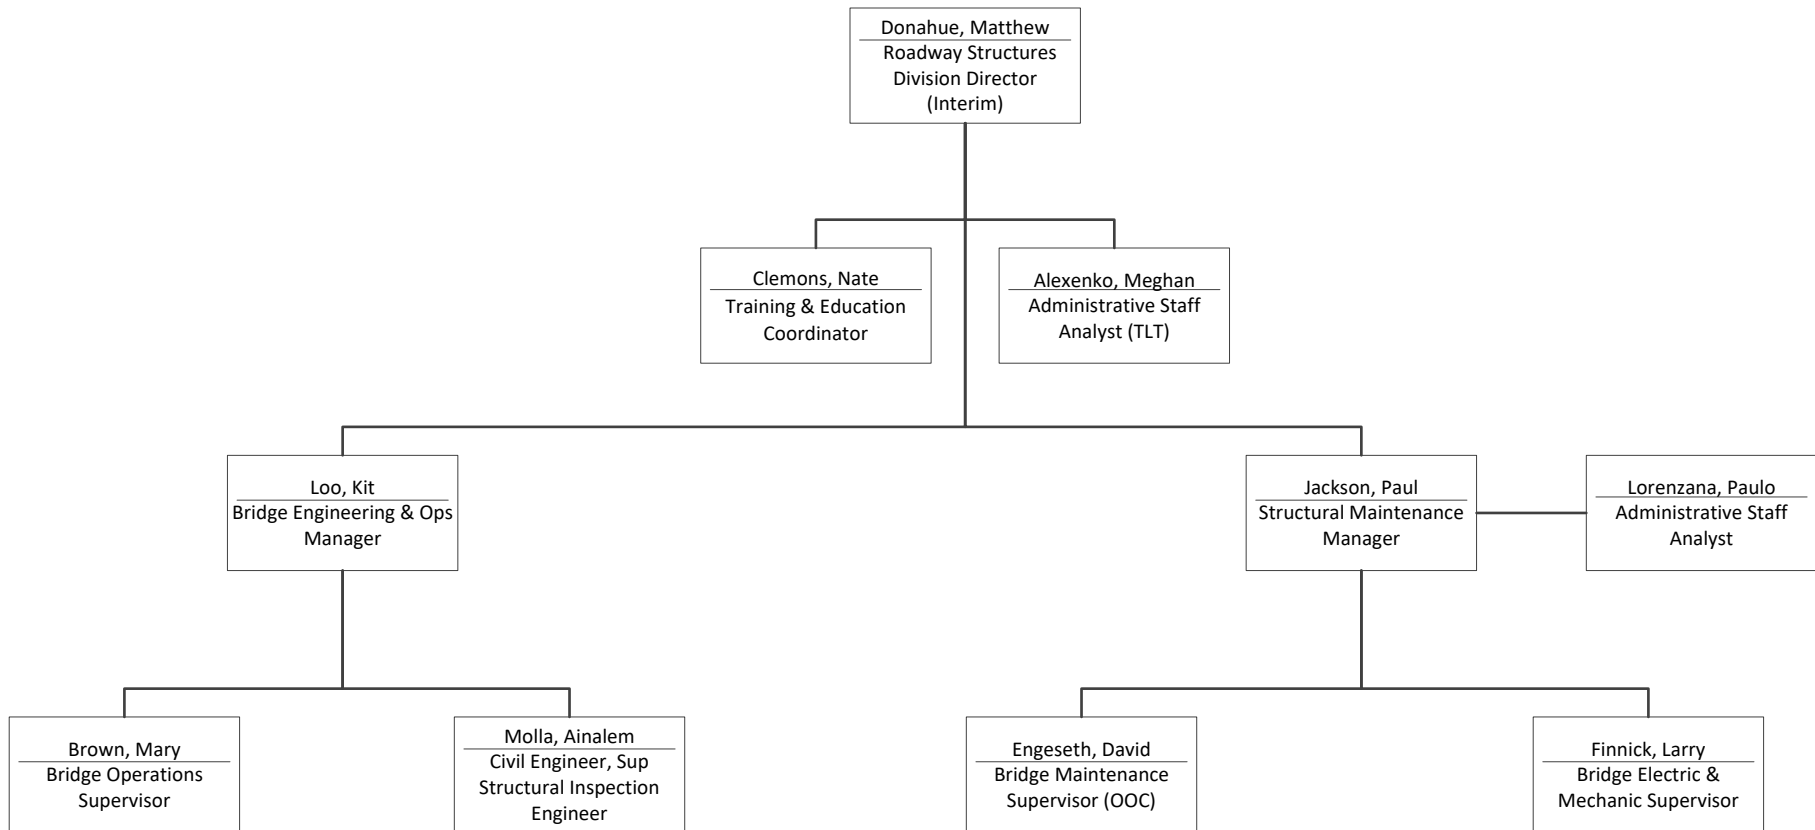 Donahue, Matthew
Roadway Structures
Division Director
(Interim)
Clemons, Nate
Training & Education
Coordinator
Alexenko, Meghan
Administrative Staff
Analyst (TLT)
Loo, Kit
Bridge Engineering & Ops
Manager
Jackson, Paul
Structural Maintenance
Manager
Lorenzana, Paulo
Administrative Staff
Analyst
Brown, Mary
Bridge Operations
Supervisor
Molla, Ainalem
Civil Engineer, Sup
Structural Inspection
Engineer
Engeseth, David
Bridge Maintenance
Supervisor (OOC)
Finnick, Larry
Bridge Electric &
Mechanic Supervisor